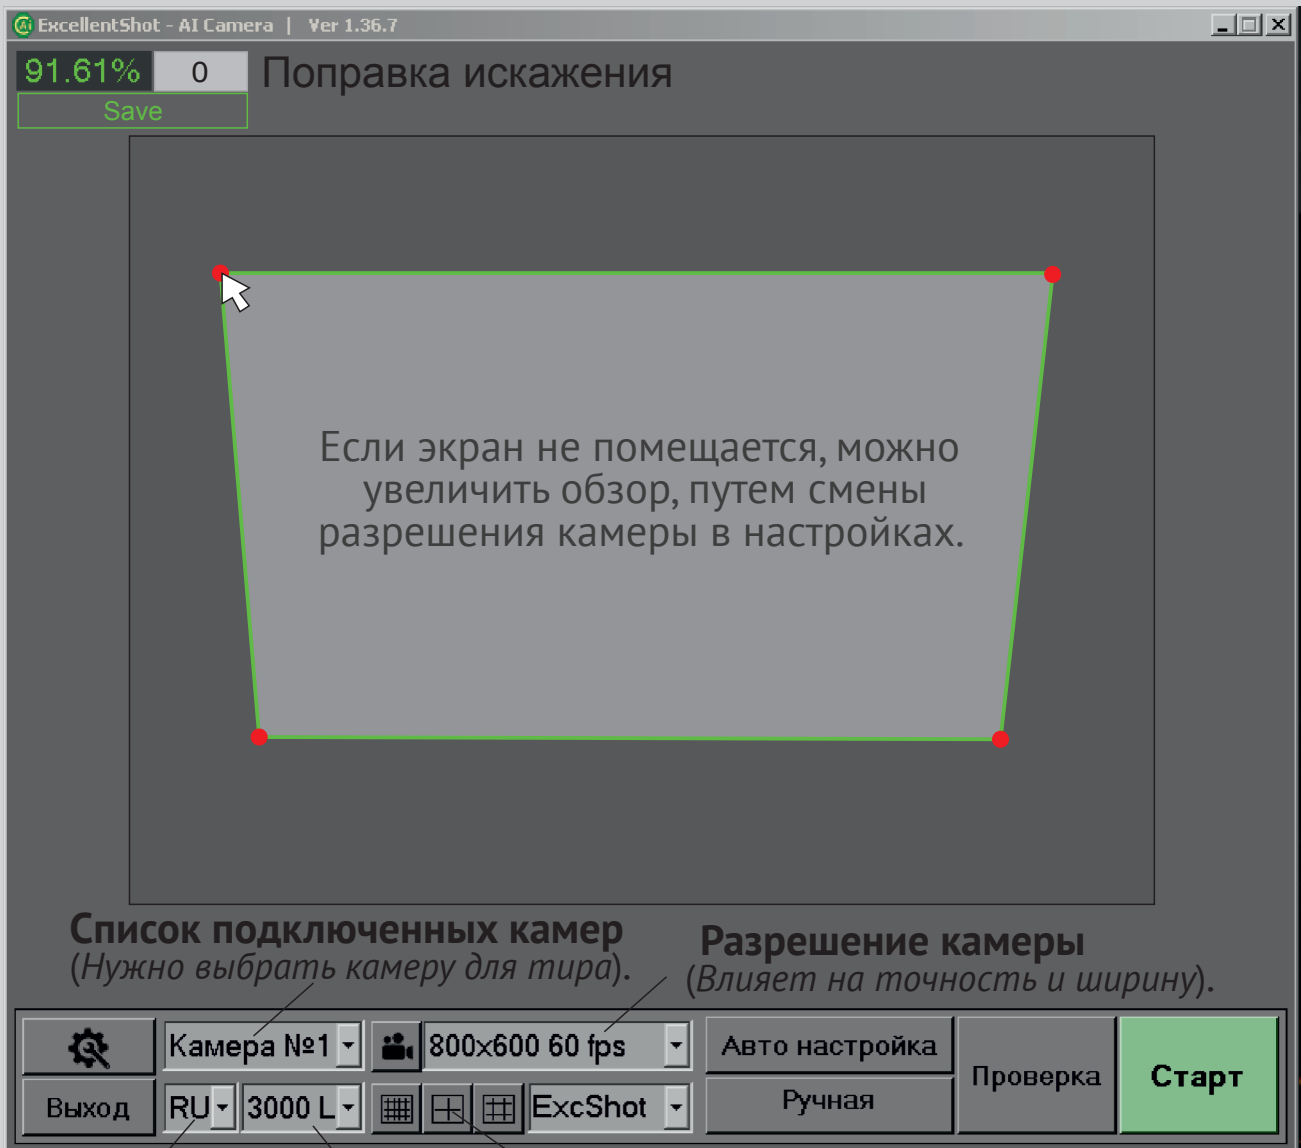 ExcellentShot - AI Camera | Ver 1.36.7
91.61% 0 Поправка искажения
Save
Если экран не помещается, можно
увеличить обзор, путем смены
разрешения камеры в настройках.
Список подключенных камер
(Нужно выбрать камеру для тира).
Разрешение камеры
(Влияет на точность и ширину).
Камера №1
800x600 60 fps
Авто настройка
Проверка
Старт
Выход
RU
3000 L
ExcShot
Ручная